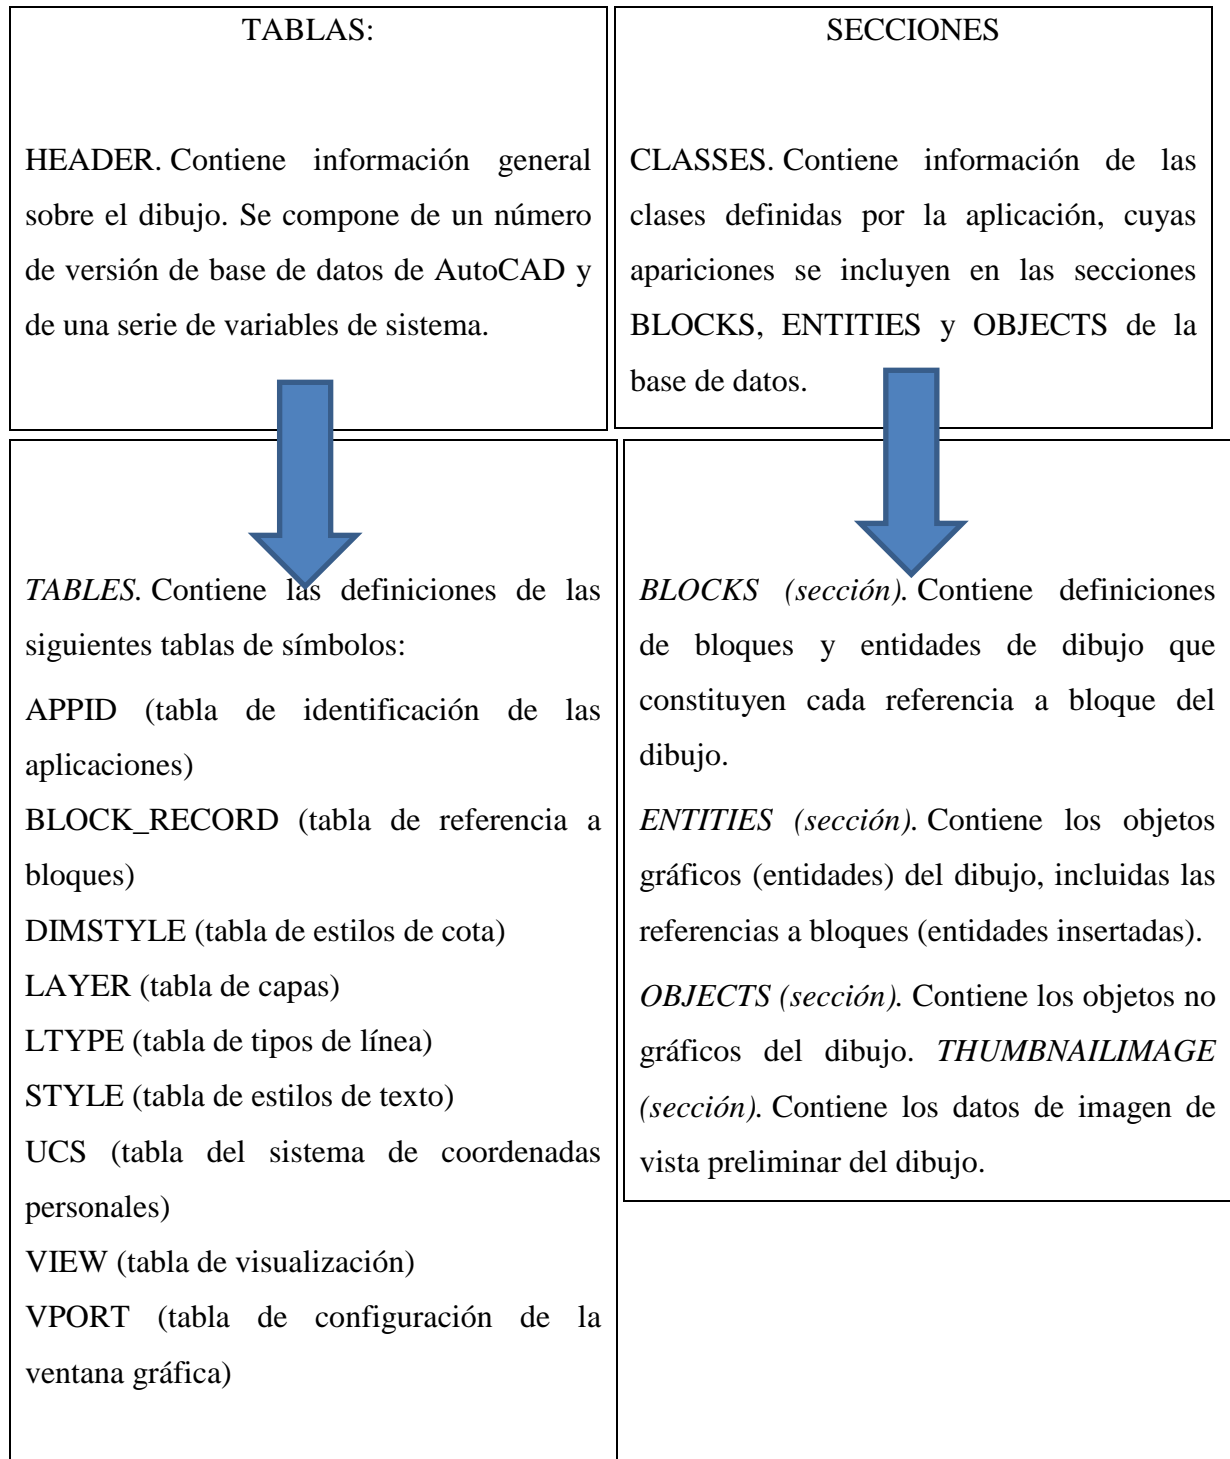 TABLAS:
HEADER. Contiene información general
sobre el dibujo. Se compone de un número
de versión de base de datos de AutoCAD y
de una serie de variables de sistema.
SECCIONES
CLASSES. Contiene información de las
clases definidas por la aplicación, cuyas
apariciones se incluyen en las secciones
BLOCKS, ENTITIES y OBJECTS de la
base de datos.
TABLES. Contiene las definiciones de las
siguientes tablas de símbolos:
APPID (tabla de identificación de las
aplicaciones)
BLOCK_RECORD (tabla de referencia a
bloques)
DIMSTYLE (tabla de estilos de cota)
LAYER (tabla de capas)
LTYPE (tabla de tipos de línea)
STYLE (tabla de estilos de texto)
UCS (tabla del sistema de coordenadas
personales)
VIEW (tabla de visualización)
VPORT (tabla de configuración de la
ventana gráfica)
BLOCKS (sección). Contiene definiciones
de bloques y entidades de dibujo que
constituyen cada referencia a bloque del
dibujo.
ENTITIES (sección). Contiene los objetos
gráficos (entidades) del dibujo, incluidas las
referencias a bloques (entidades insertadas).
OBJECTS (sección). Contiene los objetos no
gráficos del dibujo. THUMBNAILIMAGE
(sección). Contiene los datos de imagen de
vista preliminar del dibujo.